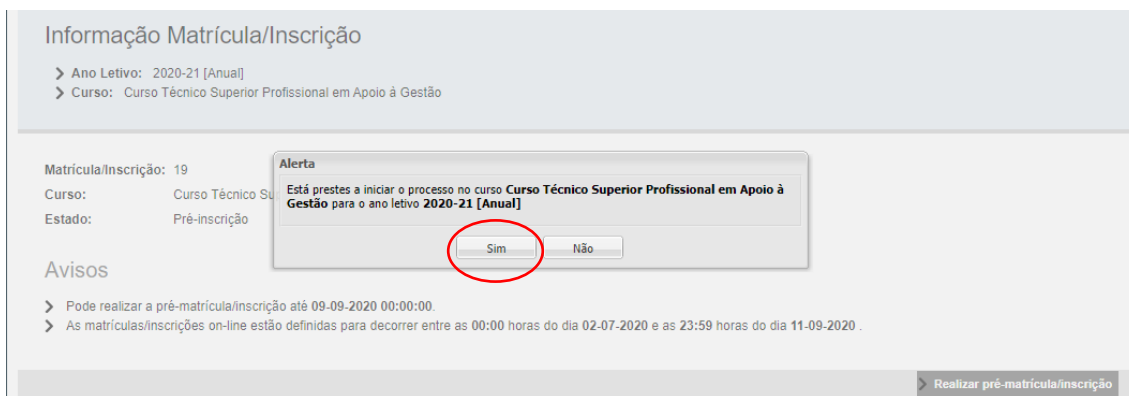 Informação Matrícula/Inscrição
Ano Letivo: 2020-21 [Anual]
Curso: Curso Técnico Superior Profissional em Apoio á Gestão
Matrícula/Inscrição: 19
Curso: Curso Técnico
Estado: Pré-inscrição
Alerta
Está prestes a iniciar o processo no curso Curso Técnico Superior Profissional em Apoio à
Gestão para o ano letivo 2020-21 [Anual]
Sim Não
Avisos
Pode realizar a pré-matrícula/inscrição até 09-09-2020 00:00:00.
As matrículas/inscrições on-line estão definidas para decorrer entre as 00:00 horas do dia 02-07-2020 e as 23:59 horas do dia 11-09-2020 .
Realizar pré-matrícula/inscrição